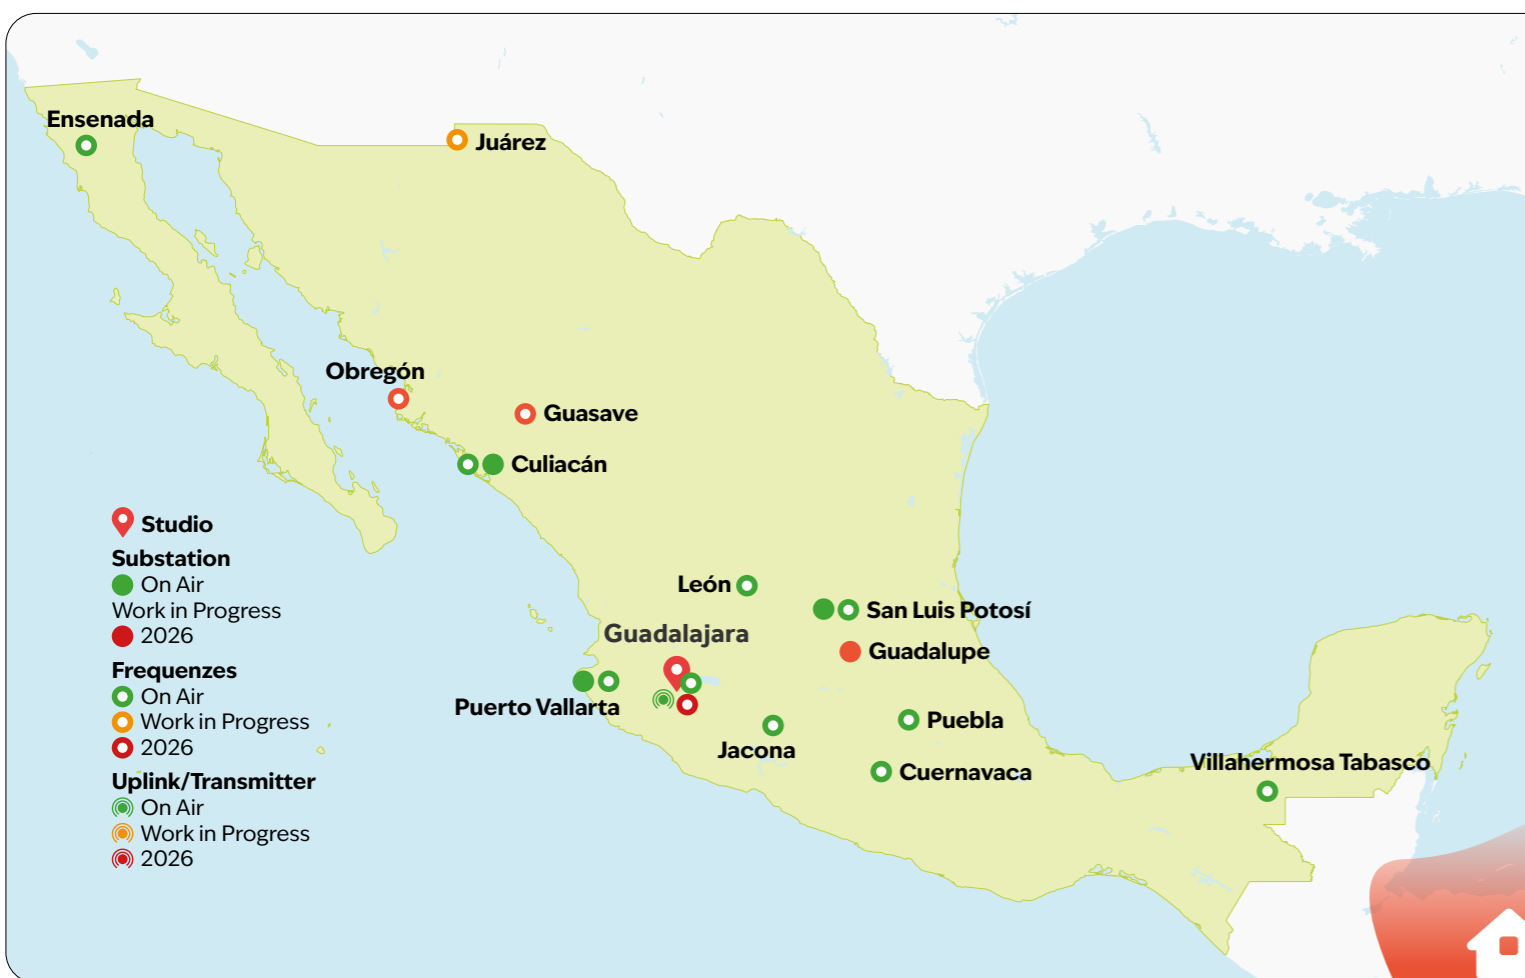 Ensenada
Juárez
Obregón
Guasave
Culiacán
Studio
Substation
On Air
Work in Progress
2026
Frequenzes
On Air
Work in Progress
2026
Uplink/Transmitter
On Air
Work in Progress
2026
León
San Luis Potosí
Guadalajara
Guadalupe
Puerto Vallarta
Jacona
Puebla
Cuernavaca
Villahermosa Tabasco